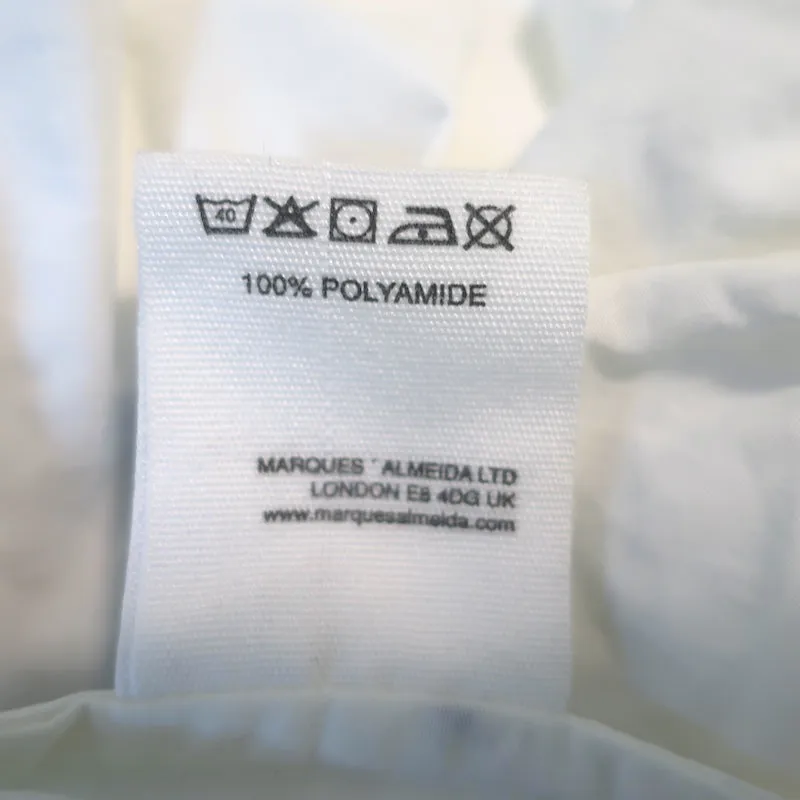 40
100% POLYAMIDE
MARQUES ´ALMEIDA LTD
LONDON E8 4DG UK
www.marquesalmeida.com